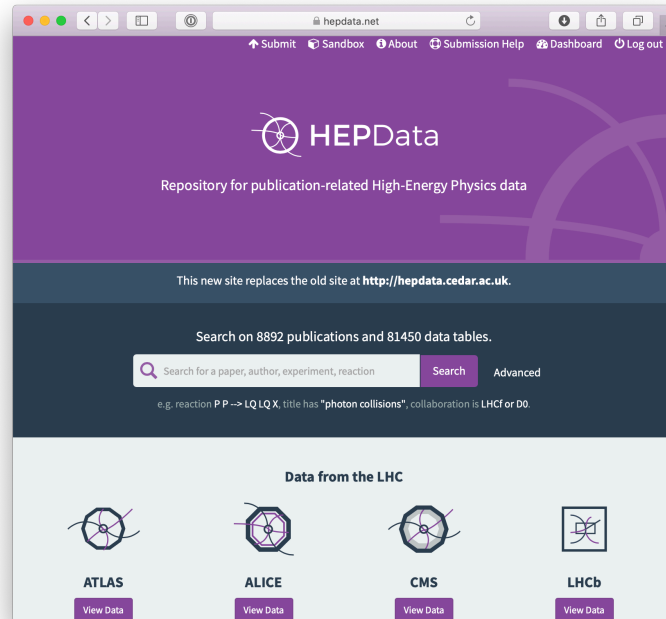 hepdata.net
Submit Sandbox About Submission Help Dashboard Log out
HEPData
Repository for publication-related High-Energy Physics data
This new site replaces the old site at http://hepdata.cedar.ac.uk.
Search on 8892 publications and 81450 data tables.
Search for a paper, author, experiment, reaction Search Advanced
e.g. reaction P P --> LQ LQ X, title has "photon collisions", collaboration is LHCf or D0.
Data from the LHC
ATLAS ALICE CMS LHCb
View Data View Data View Data View Data